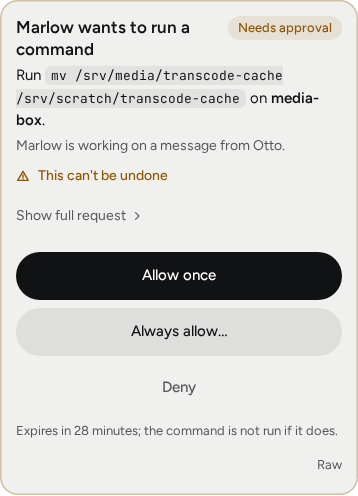 Marlow wants to run a
command
Needs approval
Run mv /srv/media/transcode-cache
/srv/scratch/transcode-cache on media-
box.
Marlow is working on a message from Otto.
This can't be undone
Show full request
Allow once
Always allow…
Deny
Expires in 28 minutes; the command is not run if it does.
Raw